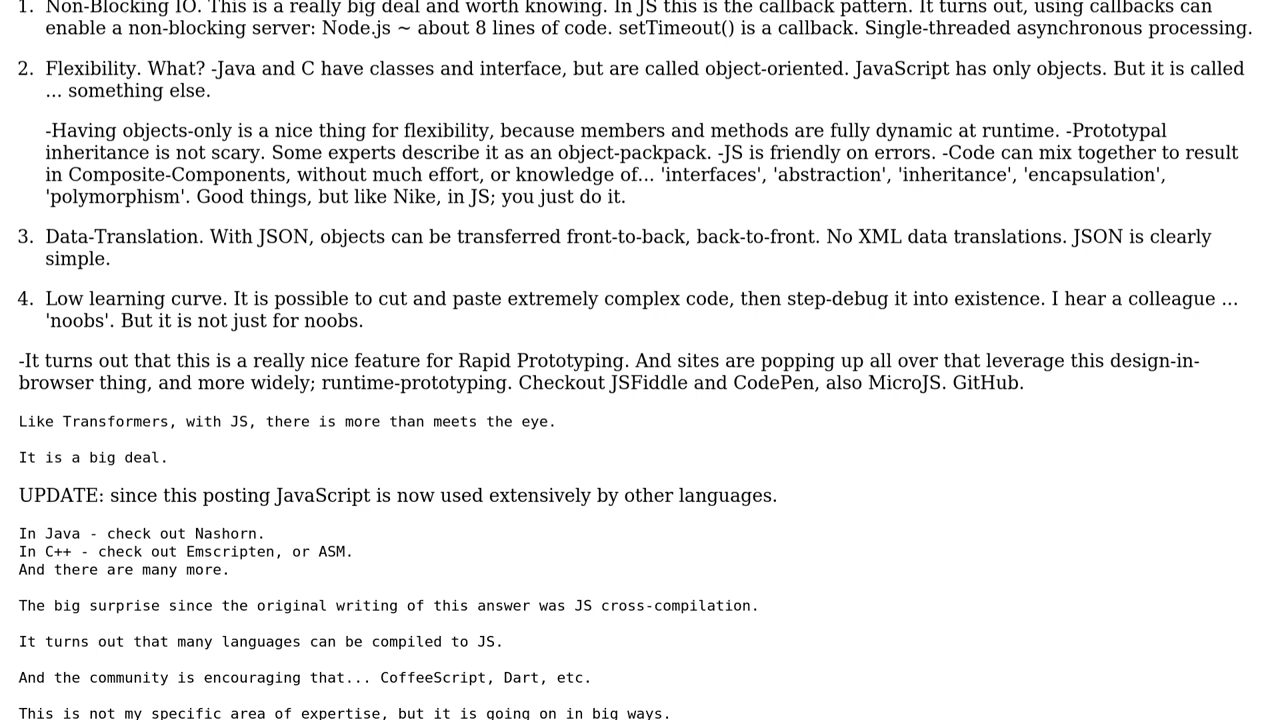 1. Non-Blocking IO. This is a really big deal and worth knowing. In JS this is the callback pattern. It turns out, using callbacks can
enable a non-blocking server: Node.js ~ about 8 lines of code. setTimeout() is a callback. Single-threaded asynchronous processing.
2. Flexibility. What? -Java and C have classes and interface, but are called object-oriented. JavaScript has only objects. But it is called
... something else.
-Having objects-only is a nice thing for flexibility, because members and methods are fully dynamic at runtime. -Prototypal
inheritance is not scary. Some experts describe it as an object-packpack. -JS is friendly on errors. -Code can mix together to result
in Composite-Components, without much effort, or knowledge of... 'interfaces', 'abstraction', 'inheritance', 'encapsulation',
'polymorphism'. Good things, but like Nike, in JS; you just do it.
3. Data-Translation. With JSON, objects can be transferred front-to-back, back-to-front. No XML data translations. JSON is clearly
simple.
4. Low learning curve. It is possible to cut and paste extremely complex code, then step-debug it into existence. I hear a colleague ...
'noobs'. But it is not just for noobs.
-It turns out that this is a really nice feature for Rapid Prototyping. And sites are popping up all over that leverage this design-in-
browser thing, and more widely; runtime-prototyping. Checkout JSFiddle and CodePen, also MicroJS. GitHub.
Like Transformers, with JS, there is more than meets the eye.
It is a big deal.
UPDATE: since this posting JavaScript is now used extensively by other languages.
In Java - check out Nashorn.
In C++ - check out Emscripten, or ASM.
And there are many more.
The big surprise since the original writing of this answer was JS cross-compilation.
It turns out that many languages can be compiled to JS.
And the community is encouraging that... CoffeeScript, Dart, etc.
This is not my specific area of expertise, but it is going on in big ways.